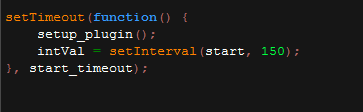 setTimeout(function() {
    setup_plugin();
    intVal = setInterval(start, 150);
}, start_timeout);